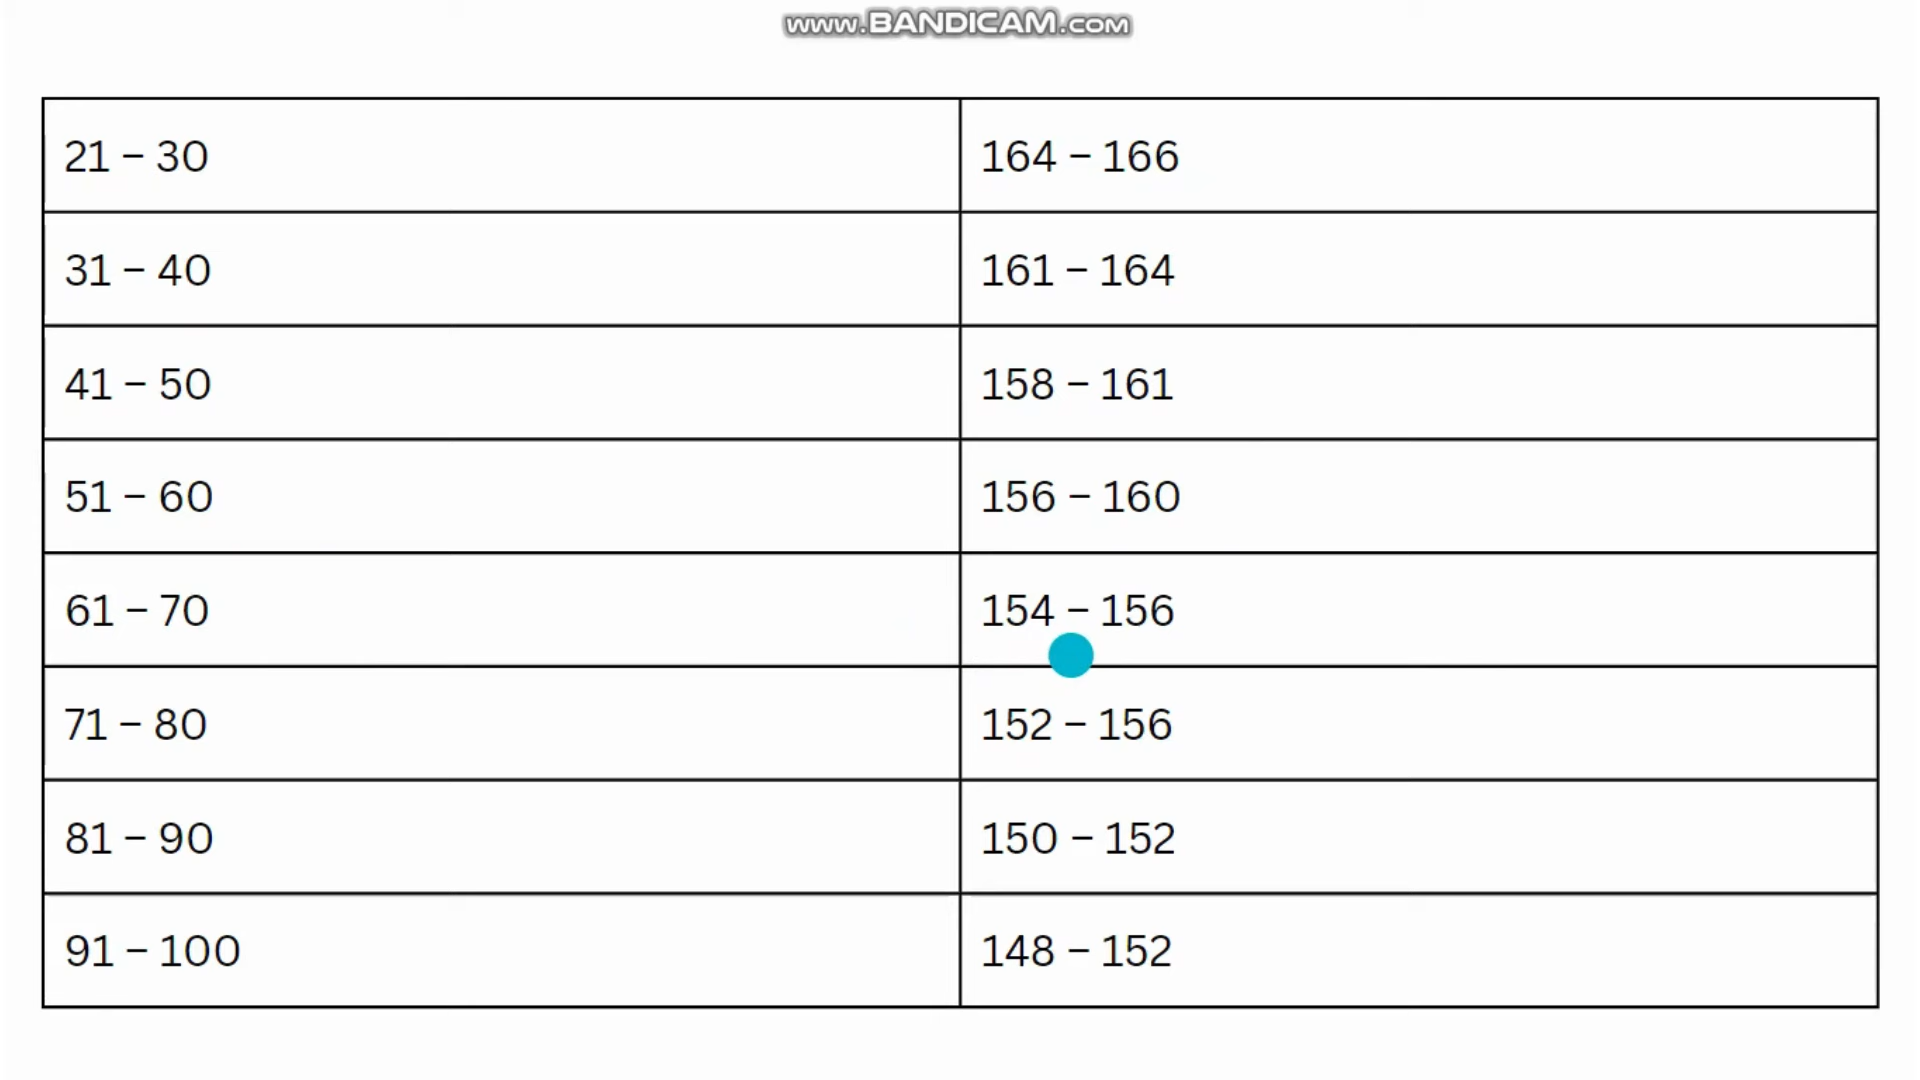 www.BANDICAM.com
21 – 30 164 – 166
31 – 40 161 – 164
41 – 50 158 – 161
51 – 60 156 – 160
61 – 70 154 – 156
71 – 80 152 – 156
81 – 90 150 – 152
91 – 100 148 – 152